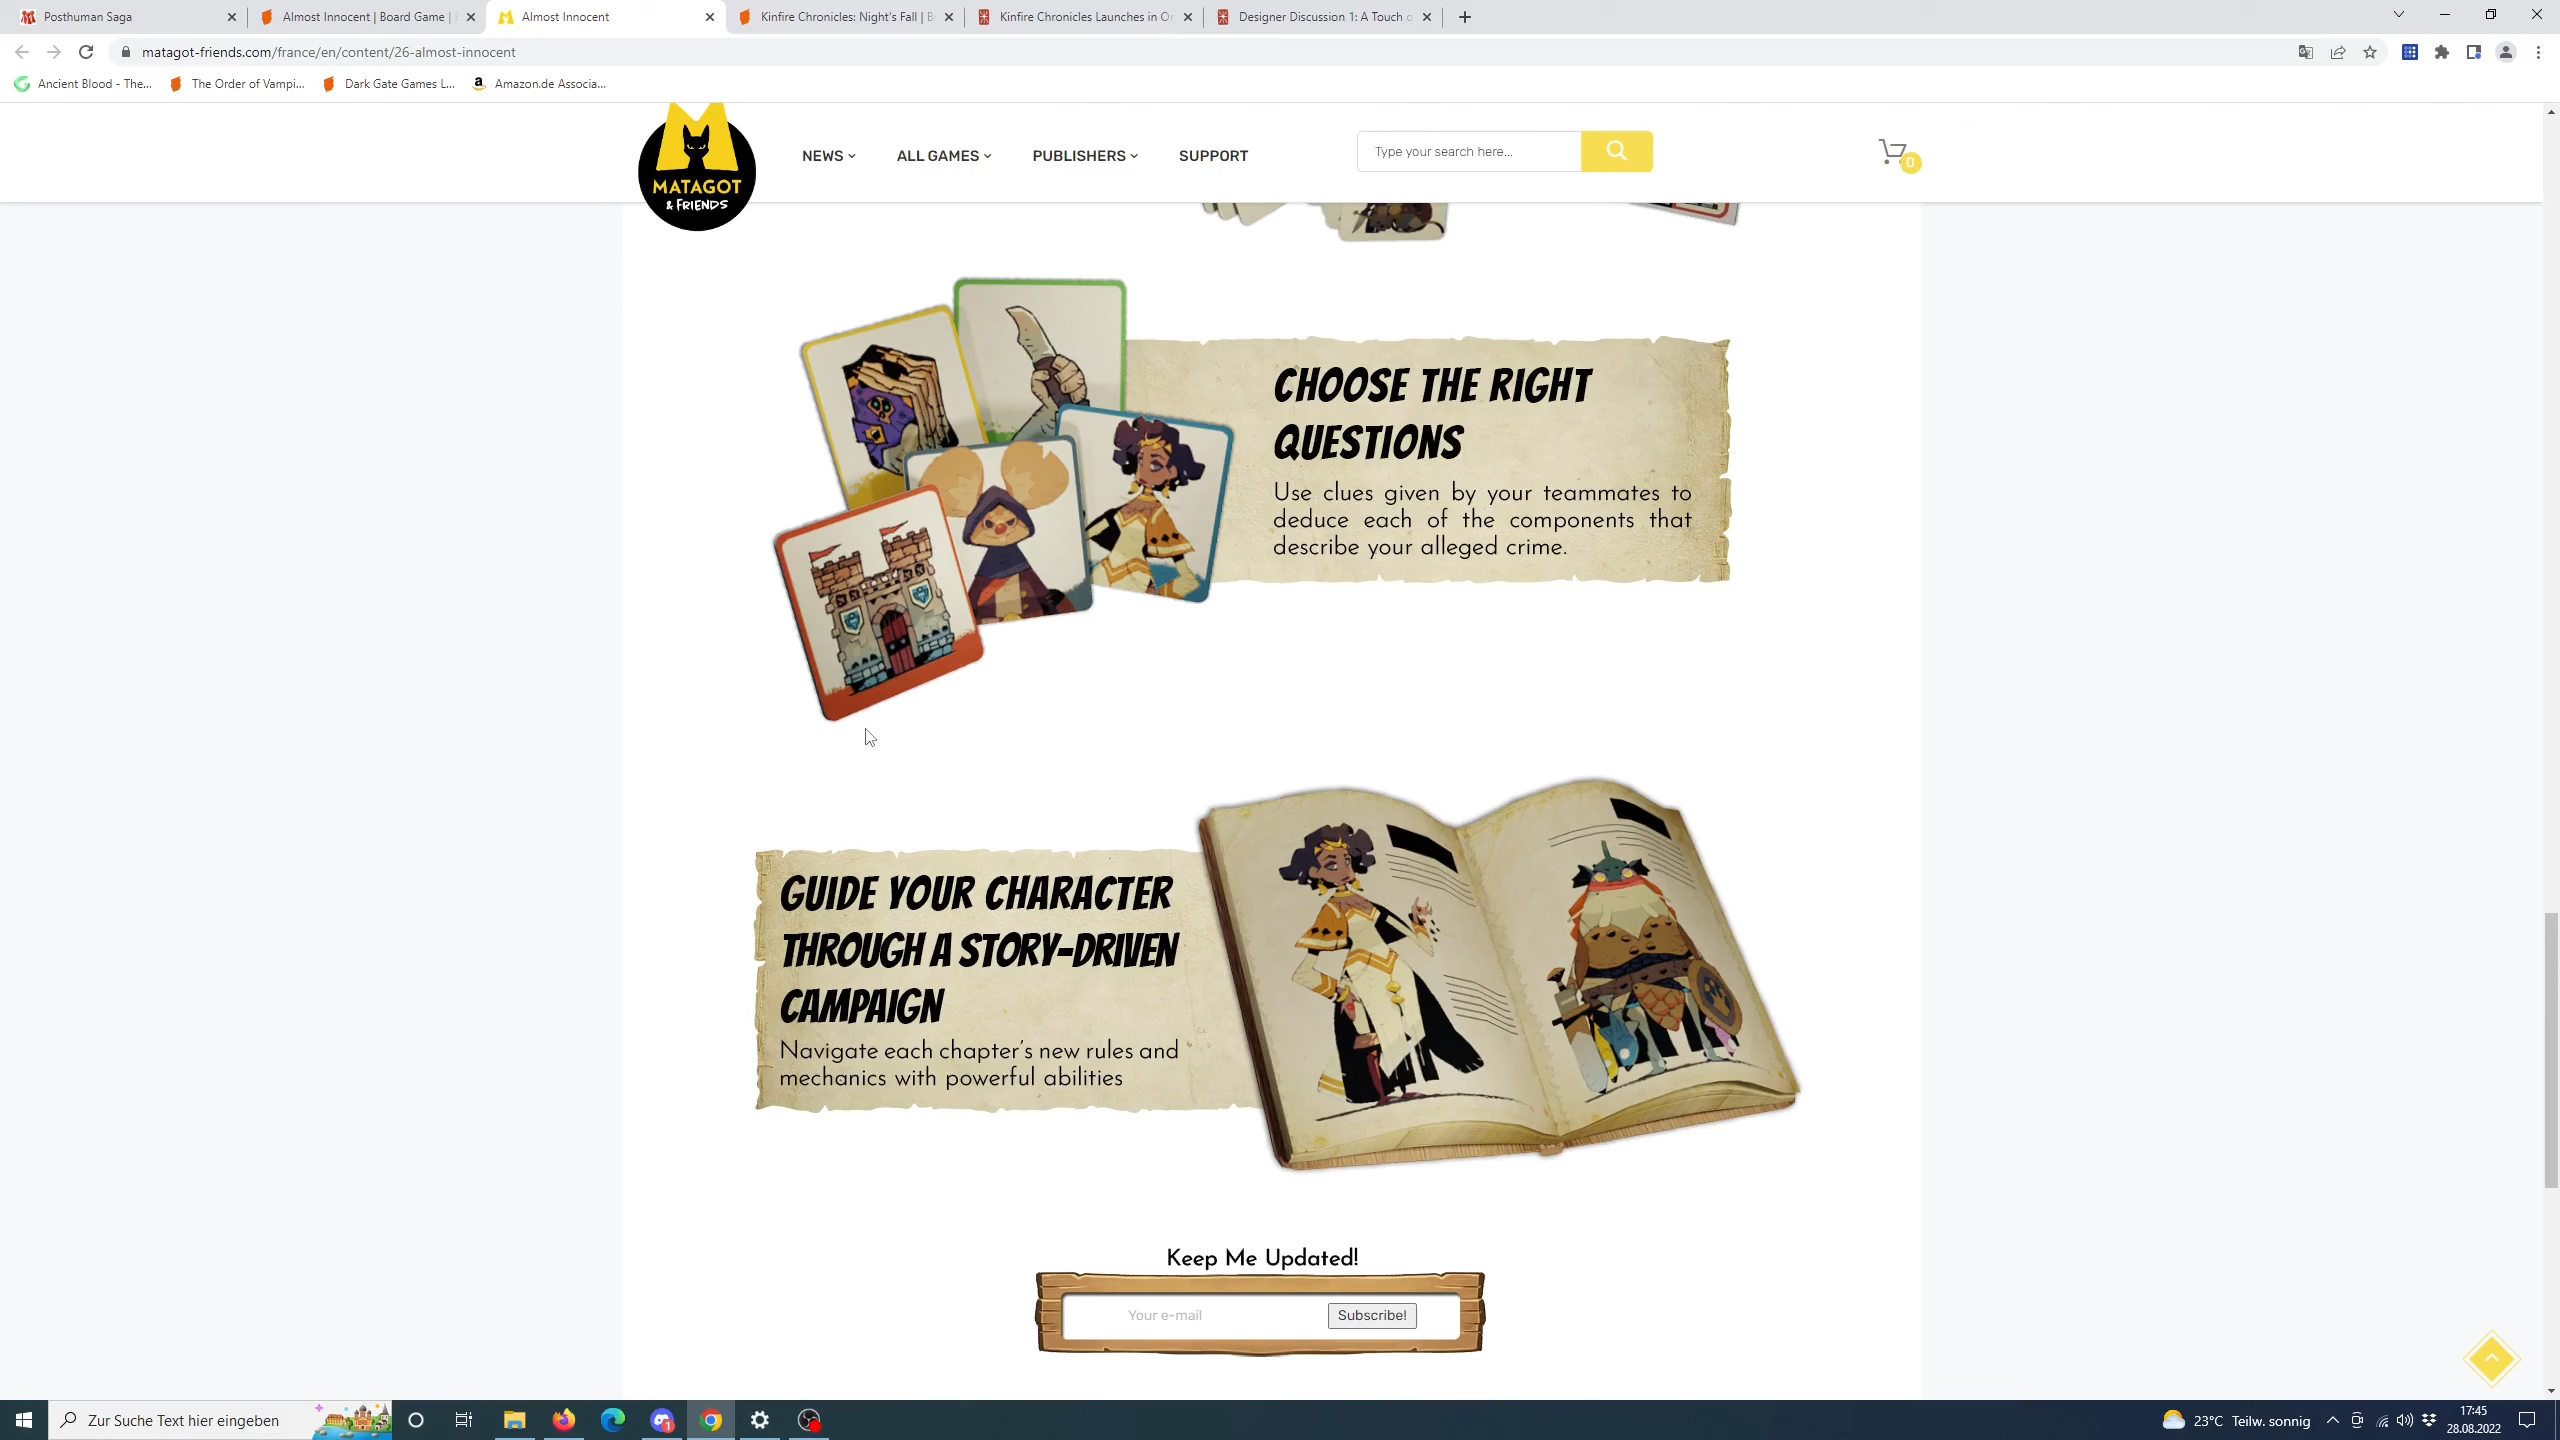 Posthuman Saga
Almost Innocent | Board Game |
Almost Innocent
Kinfire Chronicles: Night's Fall |
Kinfire Chronicles Launches in
Designer Discussion 1: A Touch
matagot-friends.com/france/en/content/26-almost-innocent
Ancient Blood - The...
The Order of Vampi...
Dark Gate Games L...
Amazon.de Associa...
MATAGOT
& FRIENDS
NEWS
ALL GAMES
PUBLISHERS
SUPPORT
Type your search here...
0
CHOOSE THE RIGHT
QUESTIONS
Use clues given by your teammates to
deduce each of the components that
describe your alleged crime.
GUIDE YOUR CHARACTER
THROUGH A STORY-DRIVEN
CAMPAIGN
Navigate each chapter's new rules and
mechanics with powerful abilities
Keep Me Updated!
Your e-mail
Subscribe!
Zur Suche Text hier eingeben
1
23°C Teilw. sonnig
17:45
28.08.2022